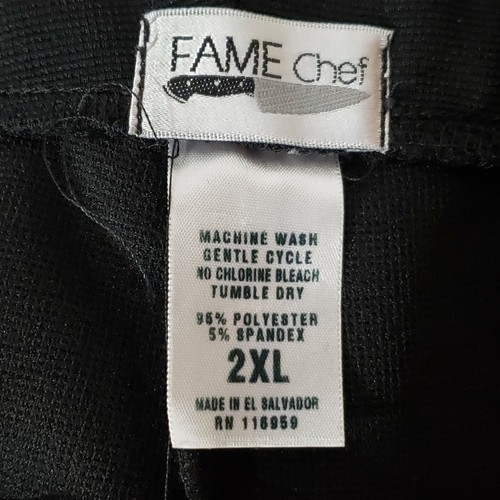 FAME Chef
MACHINE WASH
GENTLE CYCLE
NO CHLORINE BLEACH
TUMBLE DRY
95% POLYESTER
5% SPANDEX
2XL
MADE IN EL SALVADOR
RN 116959